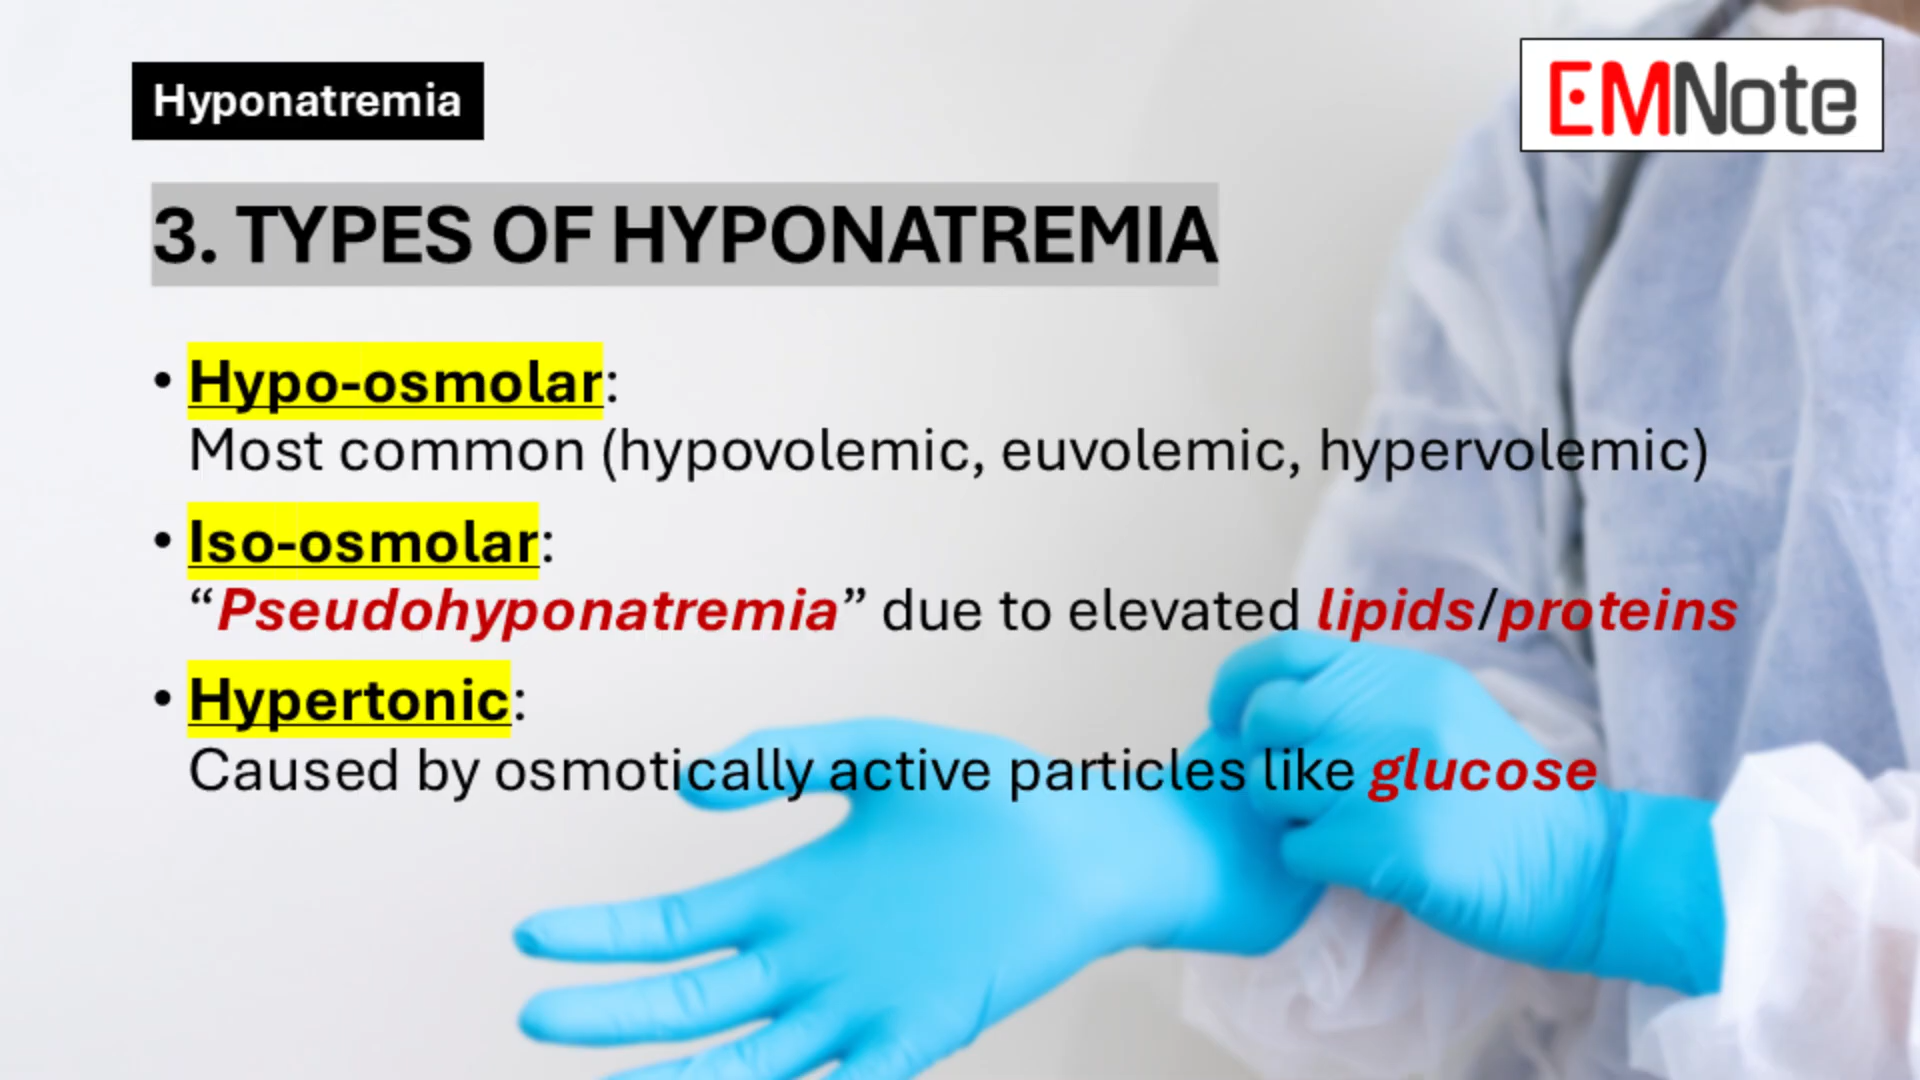 Hyponatremia
EMNote
3. TYPES OF HYPONATREMIA
• Hypo-osmolar:
Most common (hypovolemic, euvolemic, hypervolemic)
• Iso-osmolar:
“Pseudohyponatremia” due to elevated lipids/proteins
• Hypertonic:
Caused by osmotically active particles like glucose